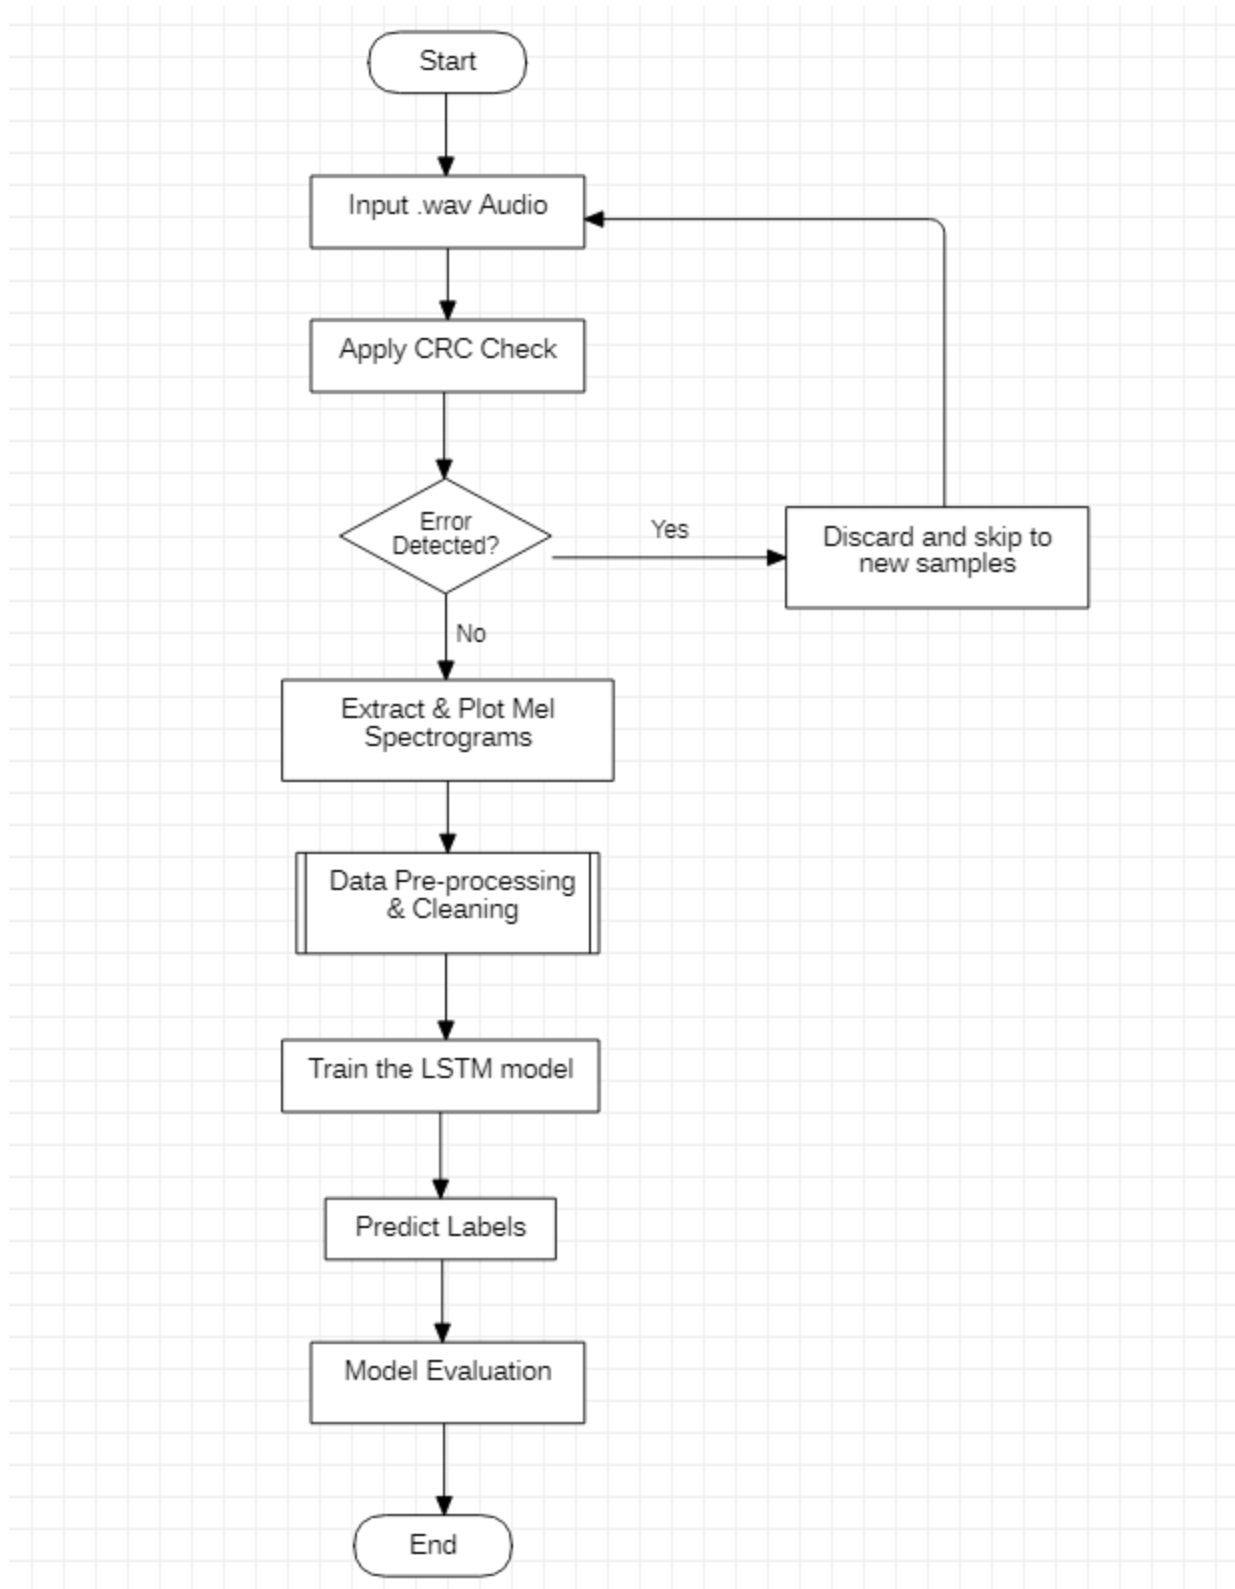 Start
Input .wav Audio
Apply CRC Check
Error
Detected?
Yes
Discard and skip to
new samples
No
Extract & Plot Mel
Spectrograms
Data Pre-processing
& Cleaning
Train the LSTM model
Predict Labels
Model Evaluation
End